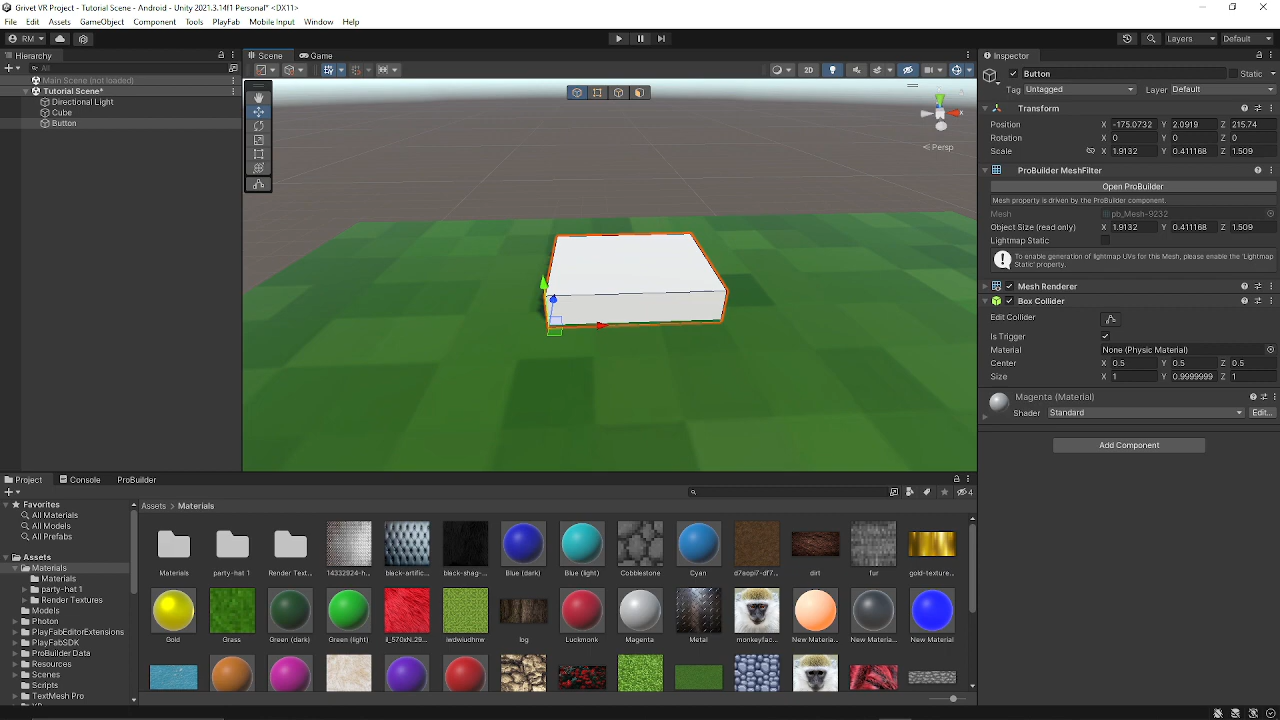 Grivet VR Project - Tutorial Scene - Android - Unity 2021.3.14f1 Personal* <DX11>
File Edit Assets GameObject Component Tools PlayFab Mobile Input Window Help
RM Layers Default
Hierarchy Scene Game Inspector
All
2D
Main Scene (not loaded)
Tutorial Scene*
Directional Light
Cube
Button
Persp
Button Static
Tag Untagged Layer Default
Transform
Position X -175.0732 Y 2.0919 Z 215.74
Rotation X 0 Y 0 Z 0
Scale X 1.9132 Y 0.411168 Z 1.509
ProBuilder MeshFilter
Open ProBuilder
Mesh property is driven by the ProBuilder component.
Mesh pb_Mesh-9232
Object Size (read only) X 1.9132 Y 0.411168 Z 1.509
Lightmap Static
To enable generation of lightmap UVs for this Mesh, please enable the 'Lightmap
Static' property.
Mesh Renderer
Box Collider
Edit Collider
Is Trigger
Material None (Physic Material)
Center X 0.5 Y 0.5 Z 0.5
Size X 1 Y 0.9999999 Z 1
Magenta (Material)
Shader Standard Edit...
Add Component
Project Console ProBuilder
4
Favorites
All Materials
All Models
All Prefabs
Assets
Materials
Materials
party-hat 1
Render Textures
Models
Photon
PlayFabEditorExtensions
PlayFabSDK
ProBuilder Data
Resources
Scenes
Scripts
TextMesh Pro
Assets > Materials
Materials party-hat 1 Render Text... 14332924-h... black-artific... black-shag-... Blue (dark) Blue (light) Cobblestone Cyan d7aopi7-df7... dirt fur gold-texture...
Gold Grass Green (dark) Green (light) il_570xN.29... iwdwiudhmw log Luckmonk Magenta Metal monkeyfac... New Materia... New Materia... New Material